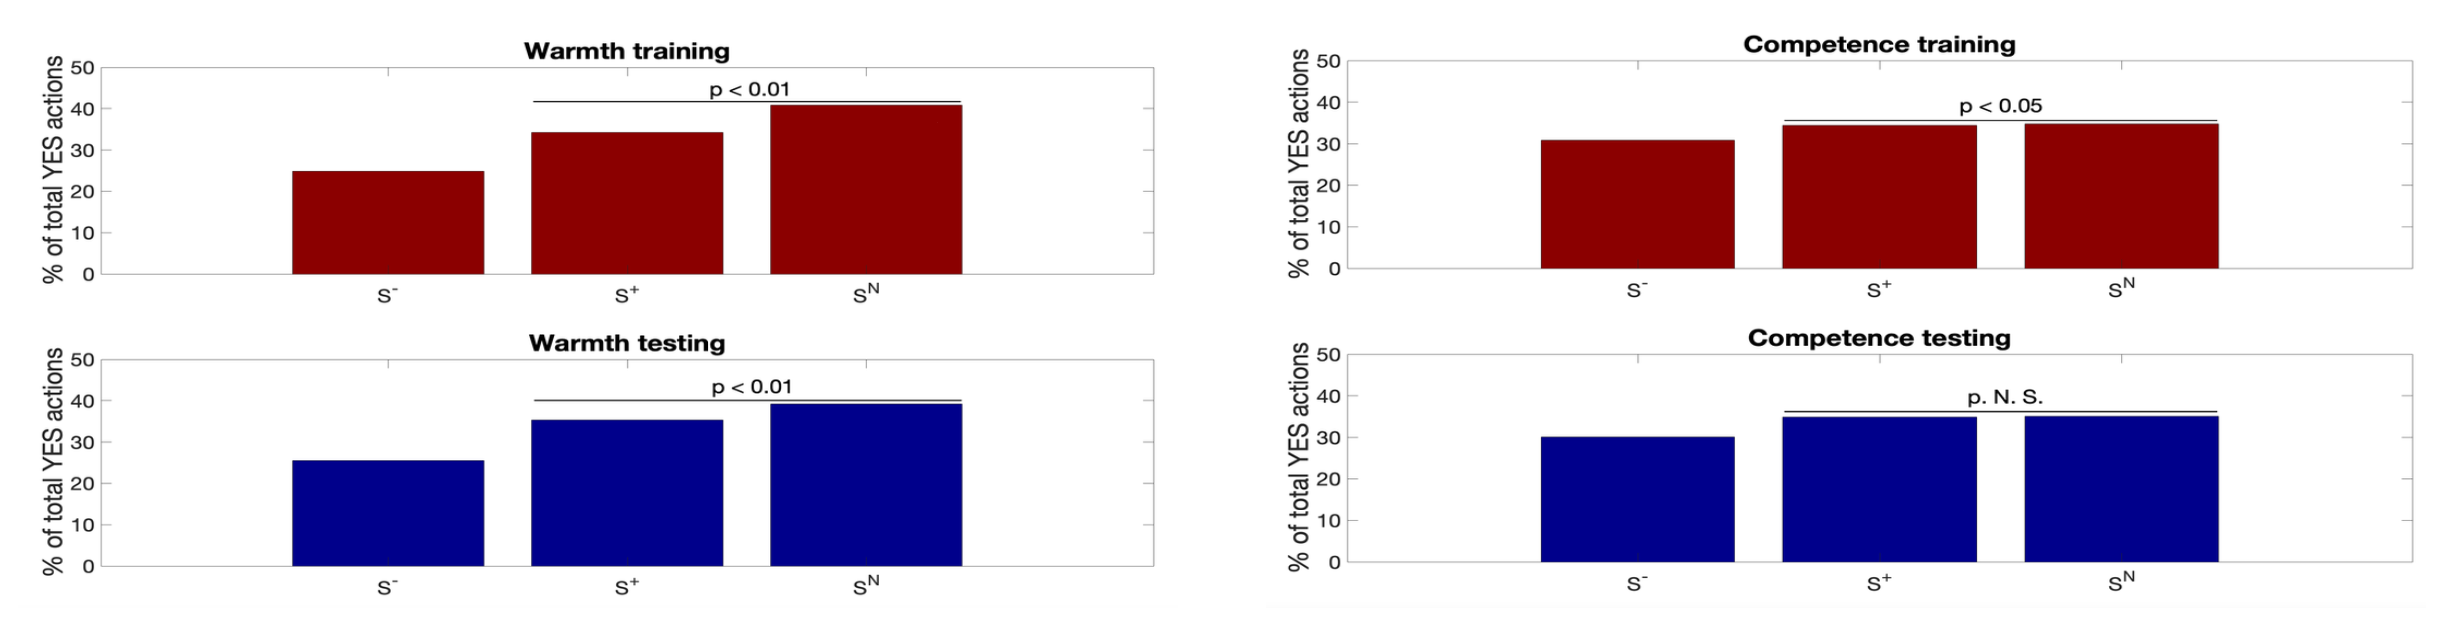 Warmth training
% of total YES actions
50
40
30
20
10
0
p < 0.01
S⁻
S⁺
Sᴺ
Competence training
% of total YES actions
50
40
30
20
10
0
p < 0.05
S⁻
S⁺
Sᴺ
Warmth testing
% of total YES actions
50
40
30
20
10
0
p < 0.01
S⁻
S⁺
Sᴺ
Competence testing
% of total YES actions
50
40
30
20
10
0
p. N. S.
S⁻
S⁺
Sᴺ